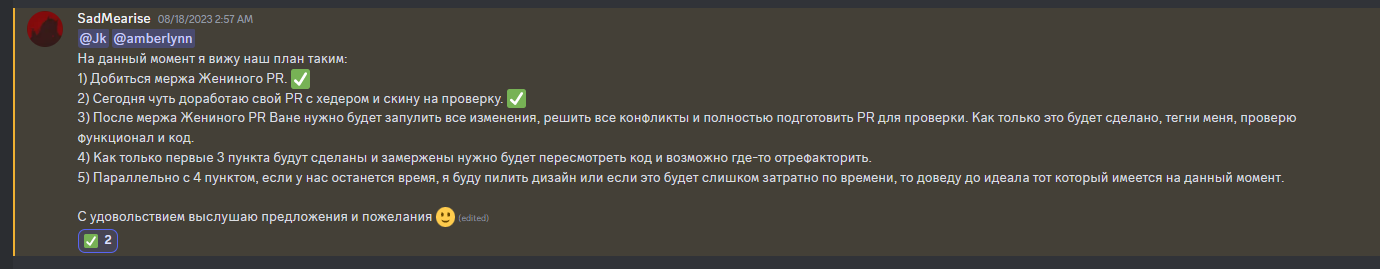 SadMearise 08/18/2023 2:57 AM
@Jk @amberlynn
На данный момент я вижу наш план таким:
1) Добиться мержа Жениного PR. ✅
2) Сегодня чуть доработаю свой PR с хедером и скину на проверку. ✅
3) После мержа Жениного PR Ване нужно будет запулить все изменения, решить все конфликты и полностью подготовить PR для проверки. Как только это будет сделано, тегни меня, проверю
функционал и код.
4) Как только первые 3 пункта будут сделаны и замержены нужно будет пересмотреть код и возможно где-то отрефакторить.
5) Параллельно с 4 пунктом, если у нас останется время, я буду пилить дизайн или если это будет слишком затратно по времени, то доведу до идеала тот который имеется на данный момент.
С удовольствием выслушаю предложения и пожелания 🙂 (edited)
✅ 2